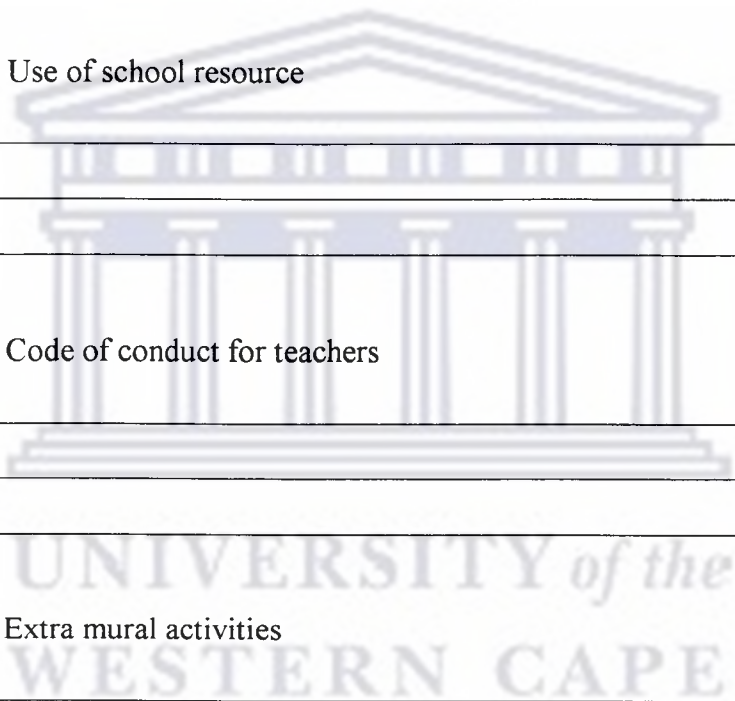 Use of school resource
Code of conduct for teachers
UNIVERSITY of the
Extra mural activities
WESTERN CAPE